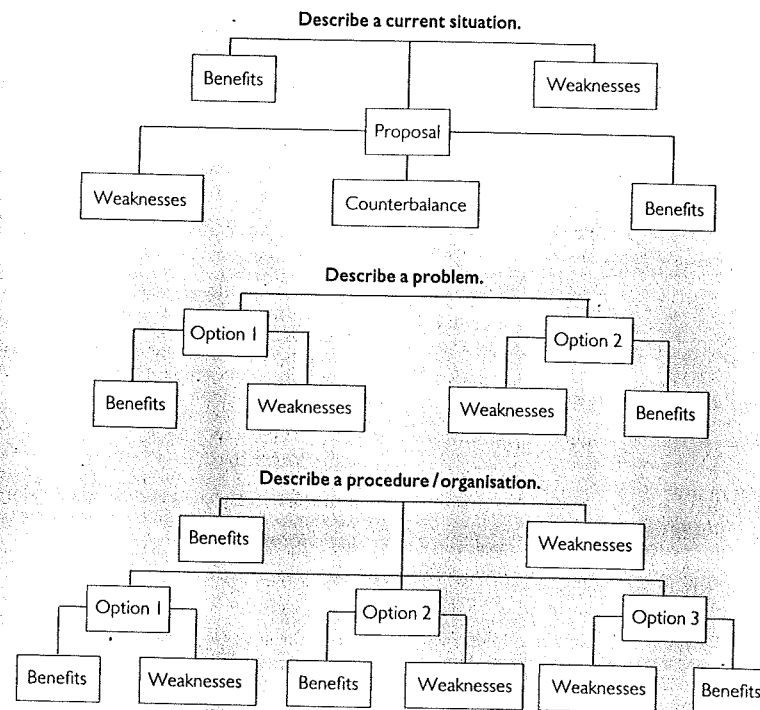 Describe a current situation.
Benefits
Weaknesses
Proposal
Weaknesses
Counterbalance
Benefits
Describe a problem.
Option 1
Option 2
Benefits
Weaknesses
Weaknesses
Benefits
Describe a procedure / organisation.
Benefits
Weaknesses
Option 1
Option 2
Option 3
Benefits
Weaknesses
Benefits
Weaknesses
Weaknesses
Benefits